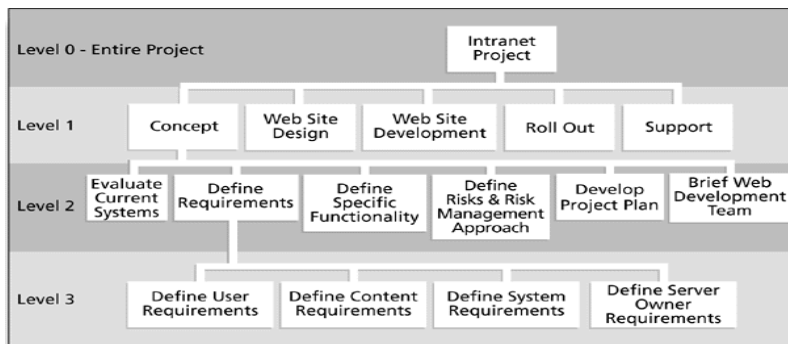 Level 0 - Entire Project
Intranet
Project
Level 1
Concept
Web Site
Design
Web Site
Development
Roll Out
Support
Level 2
Evaluate
Current
Systems
Define
Requirements
Define
Specific
Functionality
Define
Risks & Risk
Management
Approach
Develop
Project Plan
Brief Web
Development
Team
Level 3
Define User
Requirements
Define Content
Requirements
Define System
Requirements
Define Server
Owner
Requirements